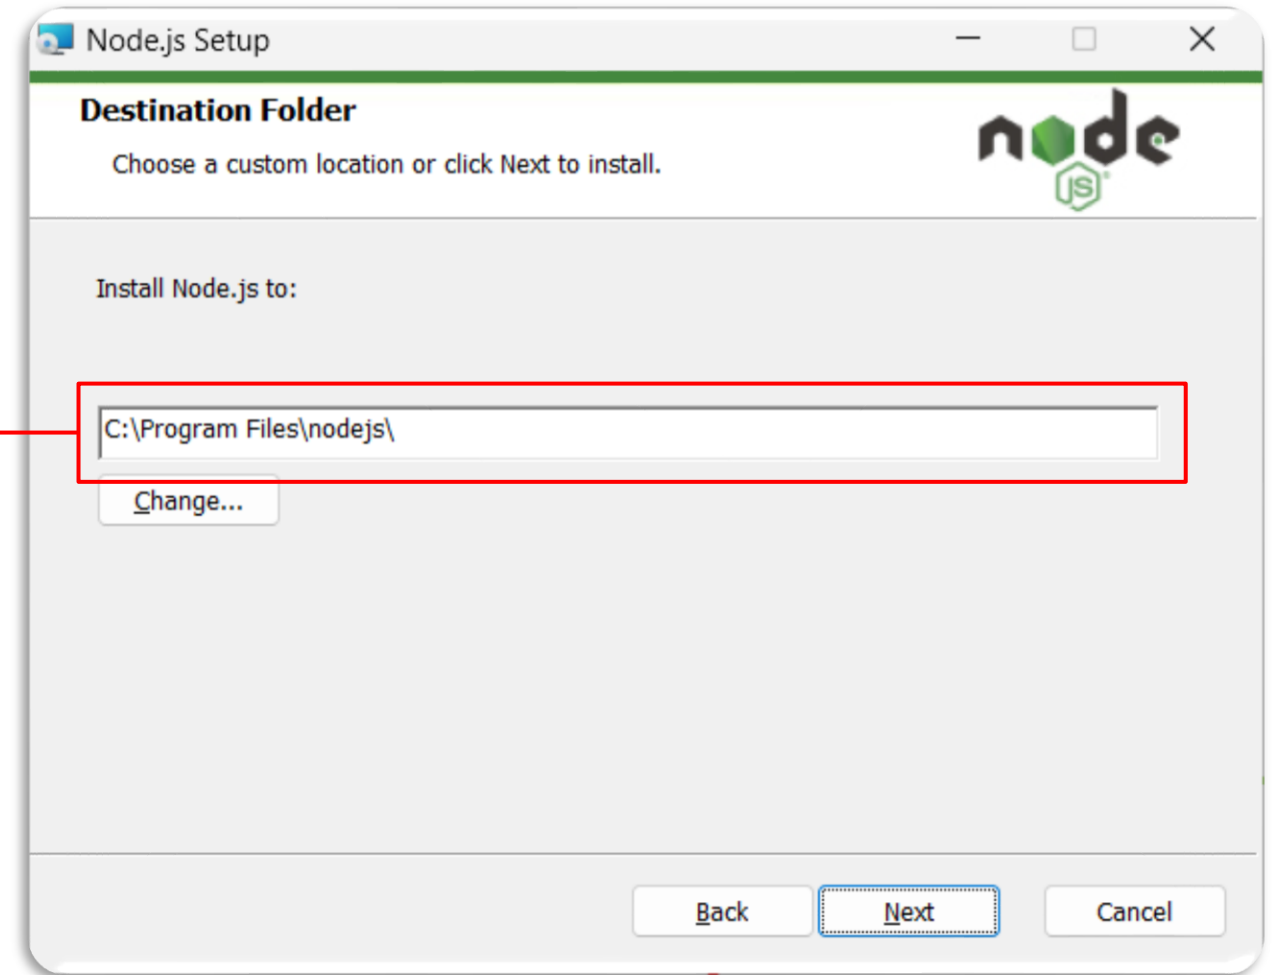 Node.js Setup
Destination Folder
Choose a custom location or click Next to install.
node
JS
Install Node.js to:
C:\Program Files\nodejs\
Change...
Back
Next
Cancel